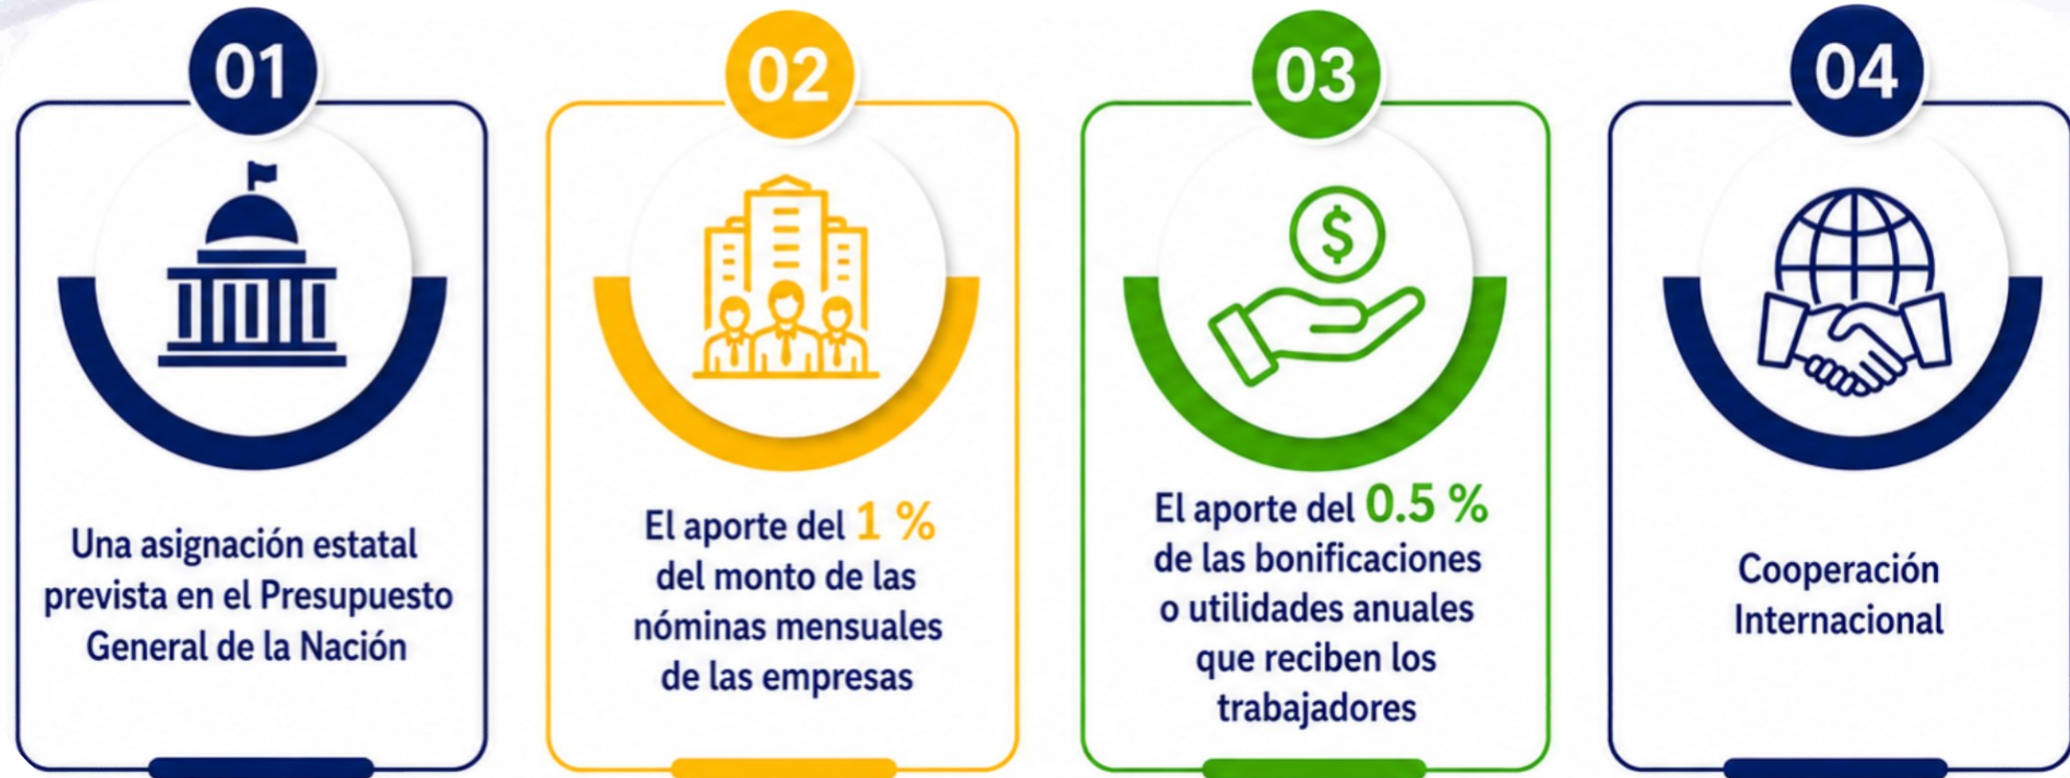 01
Una asignación estatal
prevista en el Presupuesto
General de la Nación
02
El aporte del 1 %
del monto de las
nóminas mensuales
de las empresas
03
$
El aporte del 0.5 %
de las bonificaciones
o utilidades anuales
que reciben los
trabajadores
04
Cooperación
Internacional